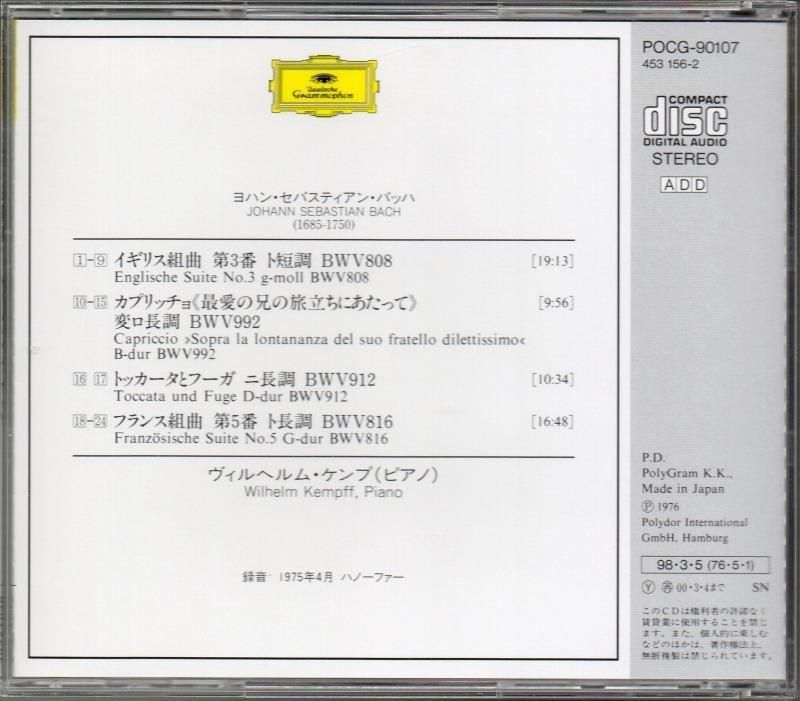 Deutsche
Grammophon
ヨハン・セバスティアン・バッハ
JOHANN SEBASTIAN BACH
(1685-1750)
1-9 イギリス組曲 第3番 ト短調 BWV808 [19:13]
Englische Suite No.3 g-moll BWV808
10-15 カプリッチョ《最愛の兄の旅立ちにあたって》 [9:56]
変ロ長調 BWV992
Capriccio »Sopra la lontananza del suo fratello dilettissimo«
B-dur BWV992
16 17 トッカータとフーガ ニ長調 BWV912 [10:34]
Toccata und Fuge D-dur BWV912
18-24 フランス組曲 第5番 ト長調 BWV816 [16:48]
Französische Suite No.5 G-dur BWV816
ヴィルヘルム・ケンプ(ピアノ)
Wilhelm Kempff, Piano
録音: 1975年4月 ハノーファー
POCG-90107
453 156-2
COMPACT
disc
DIGITAL AUDIO
STEREO
ADD
P.D.
PolyGram K.K.,
Made in Japan
Ⓟ 1976
Polydor International
GmbH, Hamburg
98・3・5 (76・5・1)
Ⓨ 再 00・3・4まで SN
このCDは権利者の許諾なく
賃貸業に使用することを禁じ
ます。また、個人的に楽しむ
などのほかは、著作権法上、
無断複製は禁じられています。